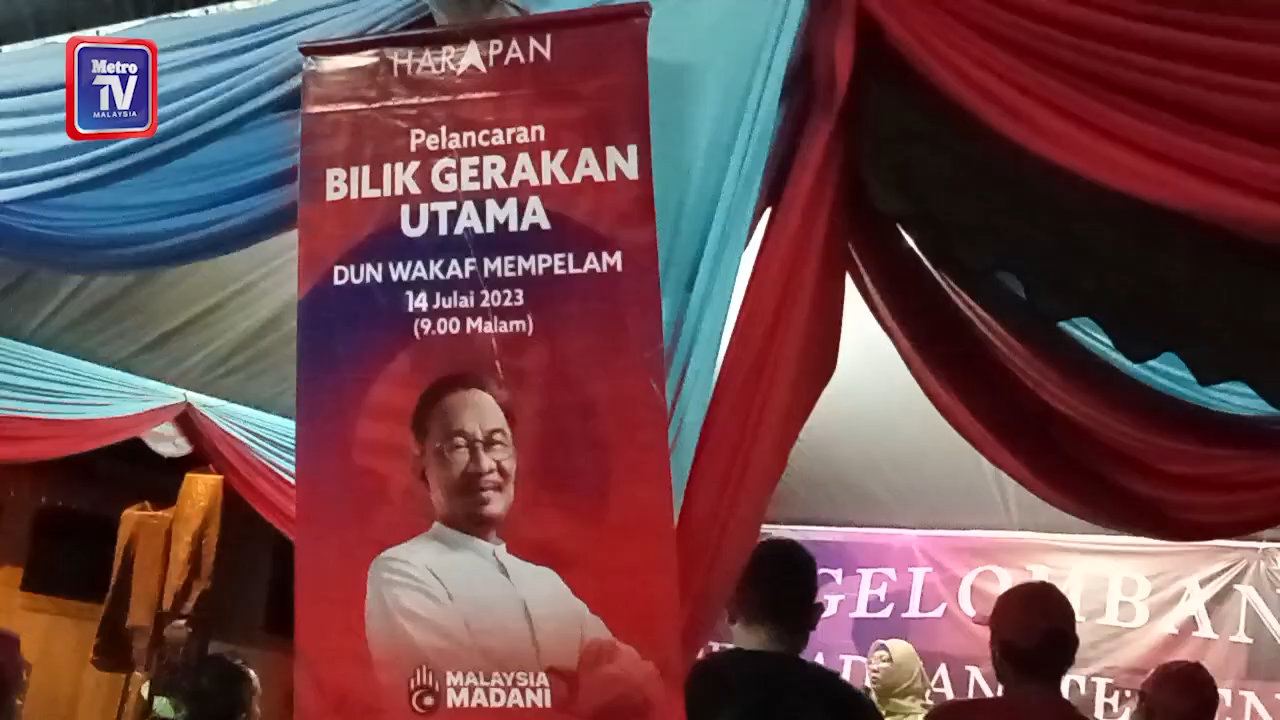 Metro
TV
MALAYSIA
HARAPAN
Pelancaran
BILIK GERAKAN
UTAMA
DUN WAKAF MEMPELAM
14 Julai 2023
(9.00 Malam)
MALAYSIA
MADANI
GELOMBAN